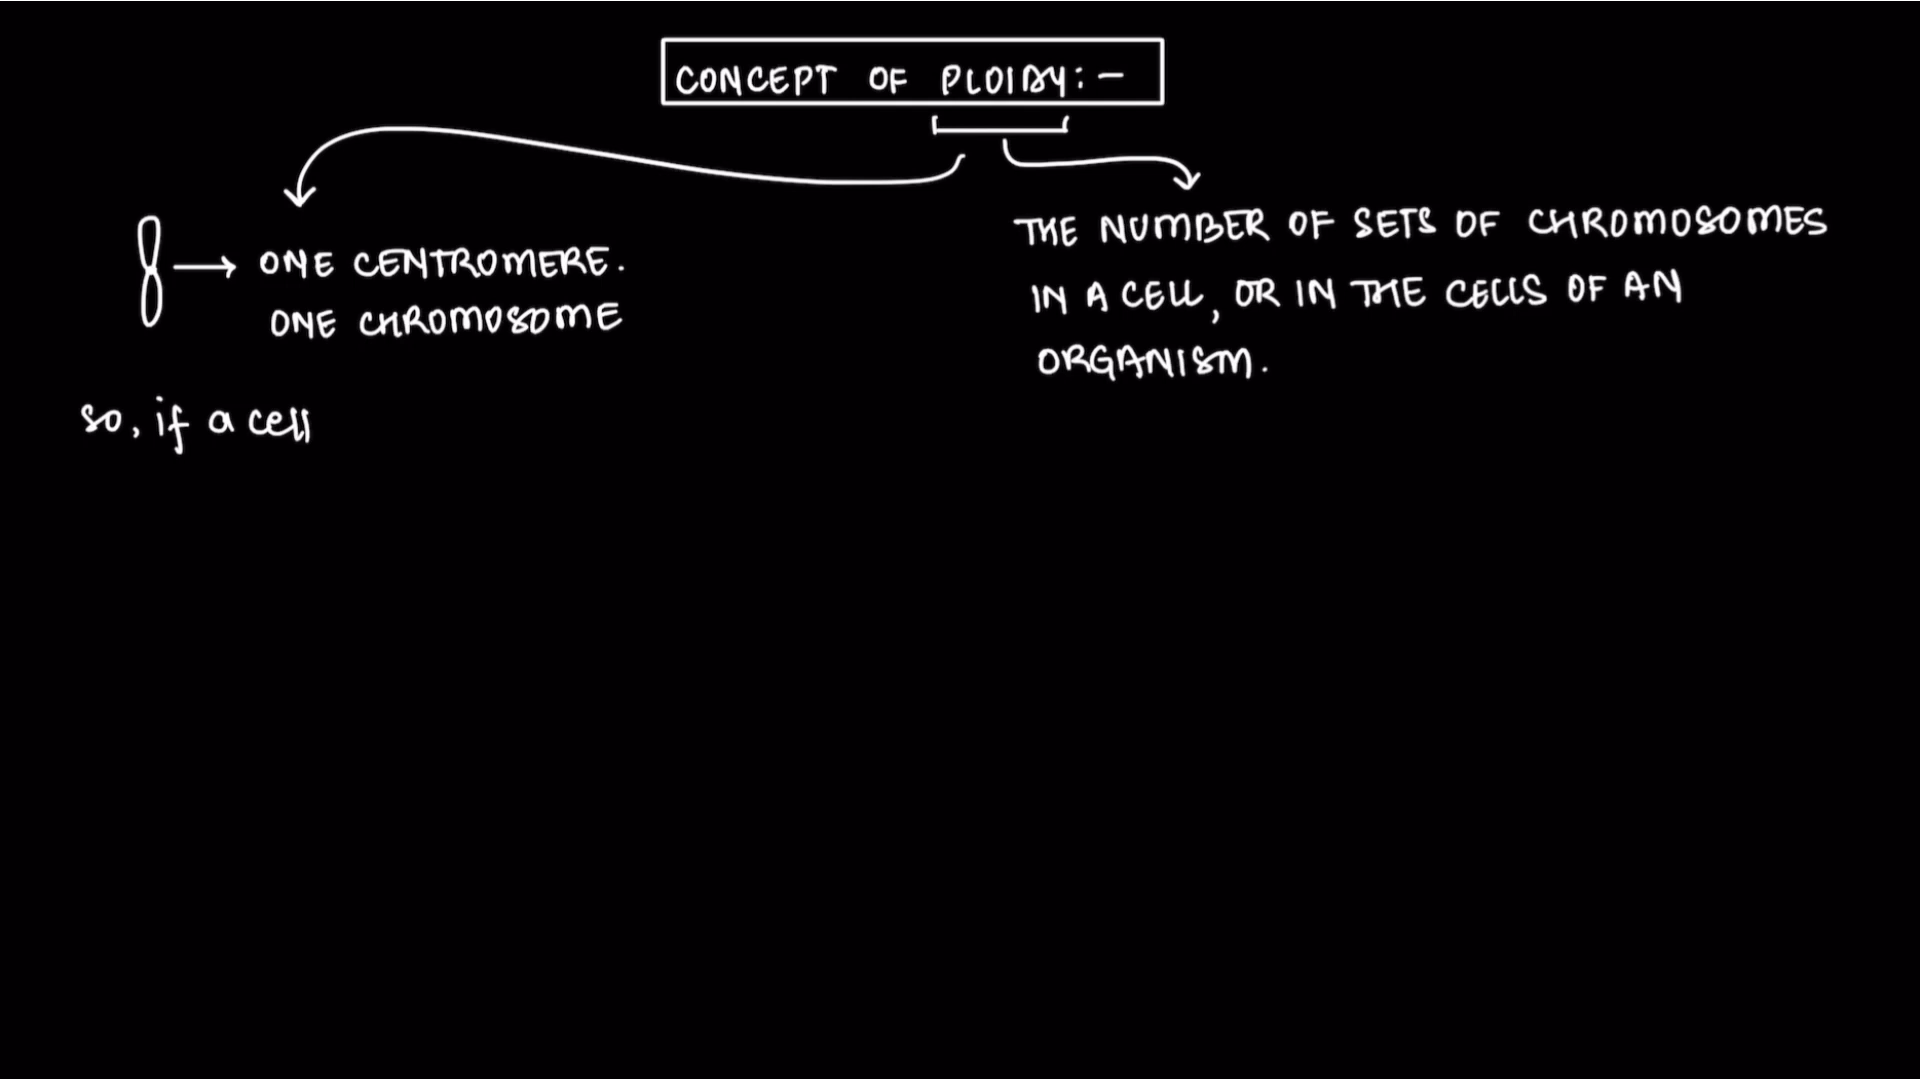 CONCEPT OF PLOIDY:-
ONE CENTROMERE.
ONE CHROMOSOME
THE NUMBER OF SETS OF CHROMOSOMES
IN A CELL, OR IN THE CELLS OF AN
ORGANISM.
so, if a cell